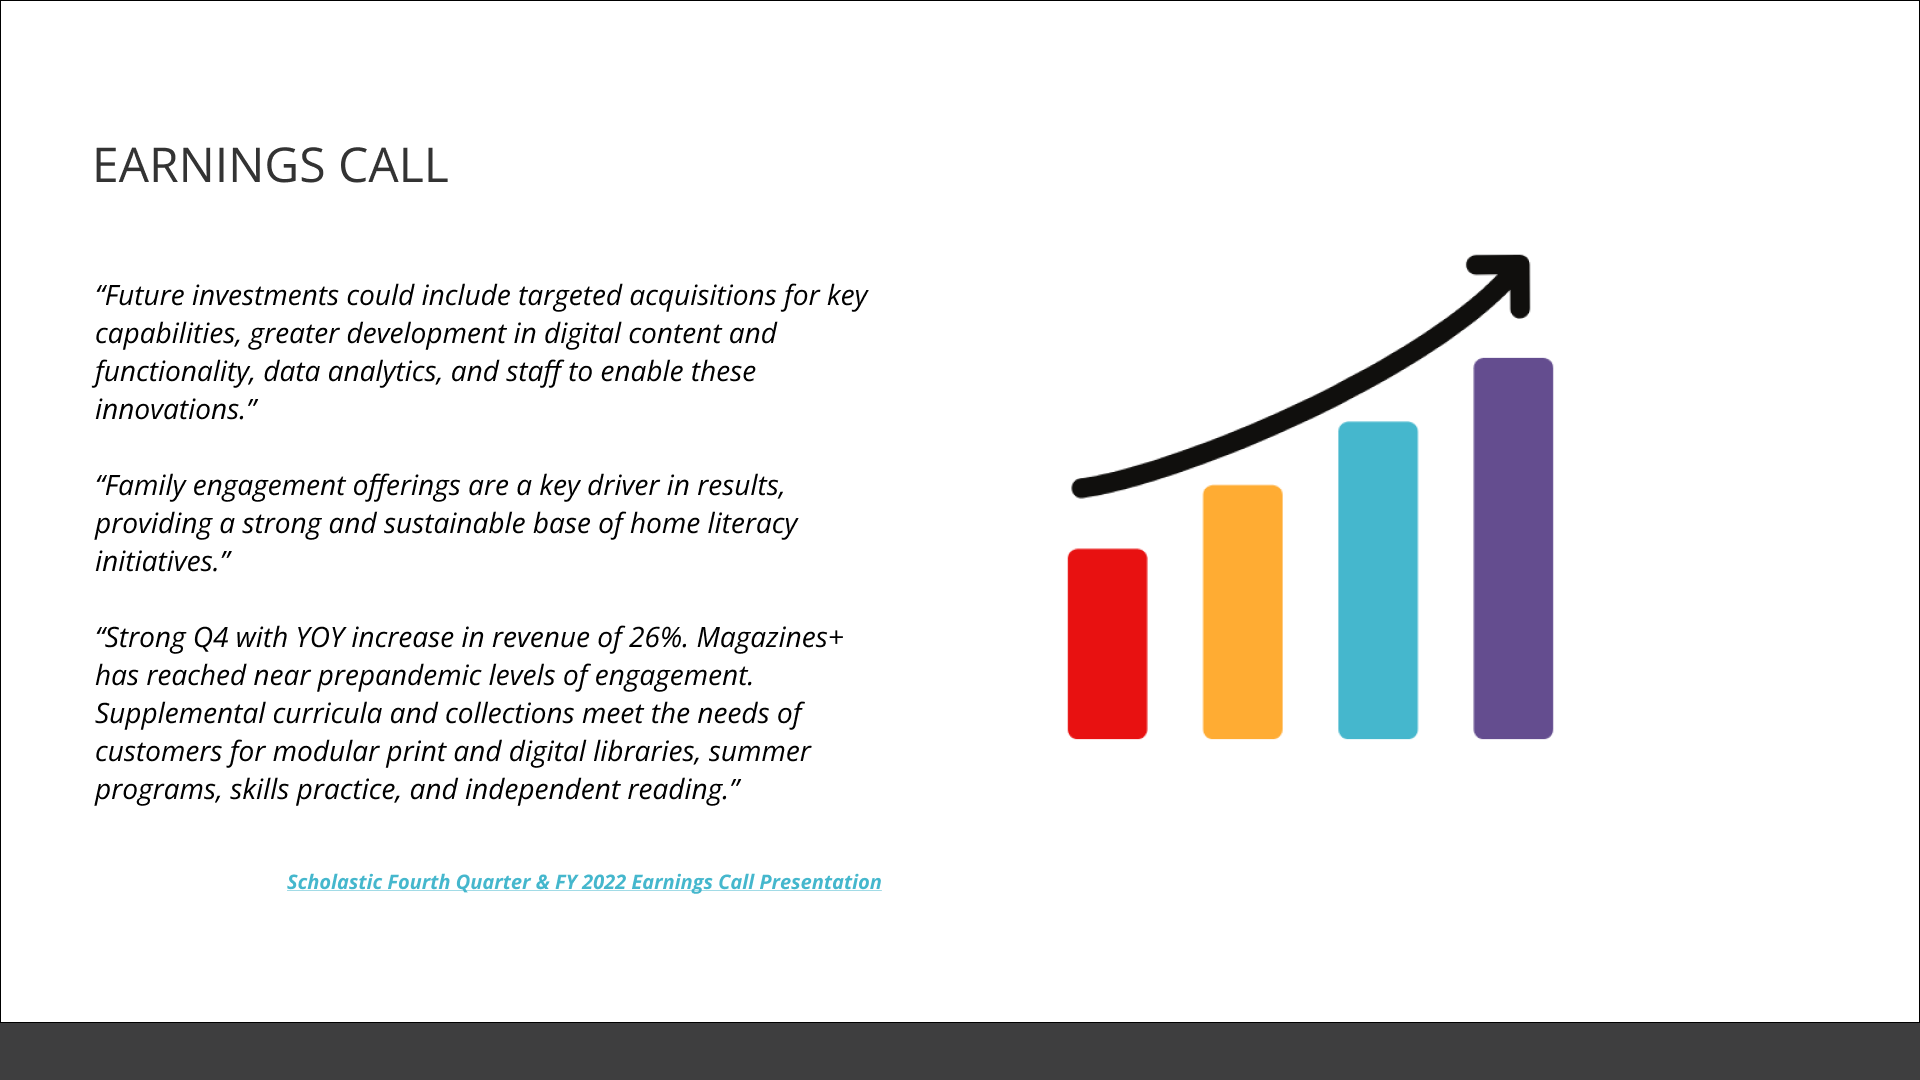 EARNINGS CALL
“Future investments could include targeted acquisitions for key
capabilities, greater development in digital content and
functionality, data analytics, and staff to enable these
innovations.”
“Family engagement offerings are a key driver in results,
providing a strong and sustainable base of home literacy
initiatives.”
“Strong Q4 with YOY increase in revenue of 26%. Magazines+
has reached near prepandemic levels of engagement.
Supplemental curricula and collections meet the needs of
customers for modular print and digital libraries, summer
programs, skills practice, and independent reading.”
Scholastic Fourth Quarter & FY 2022 Earnings Call Presentation